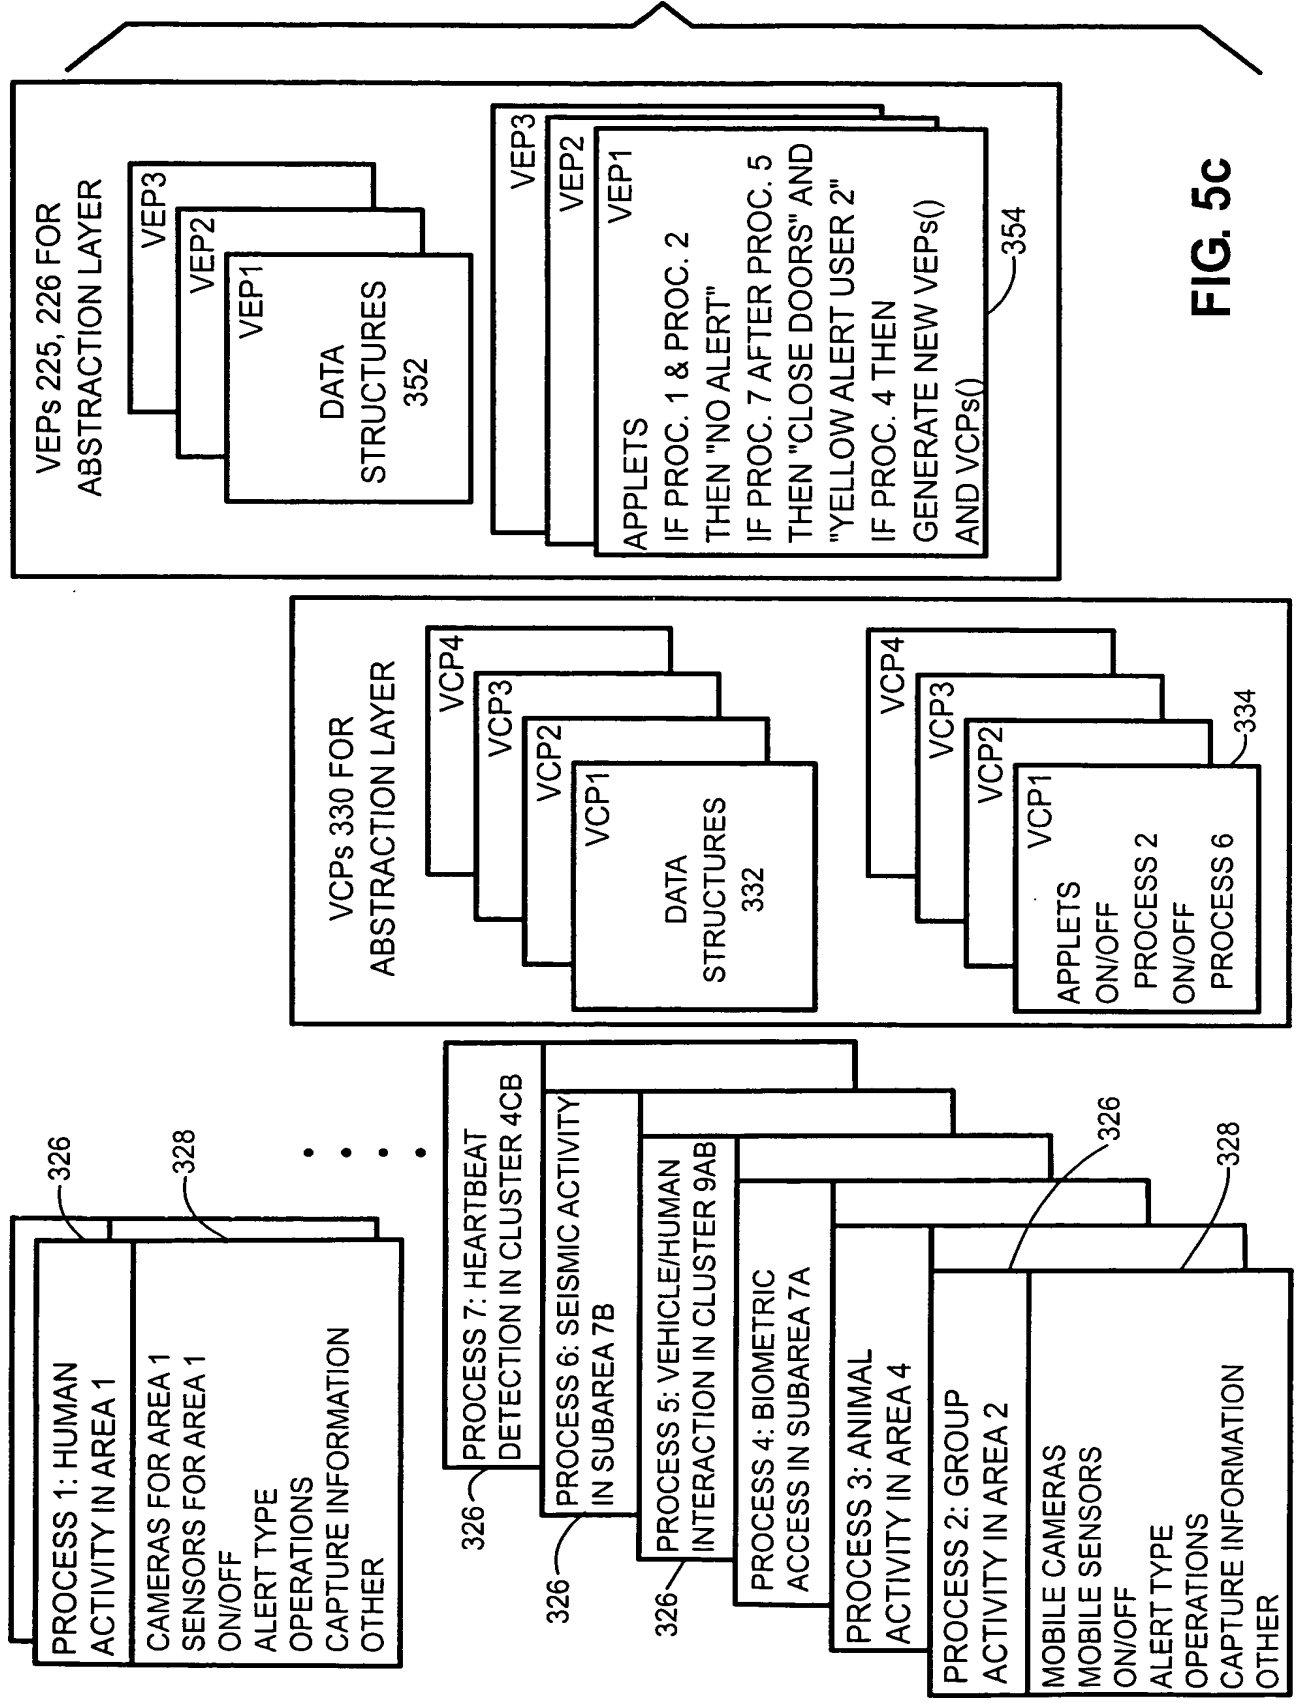 PROCESS 1: HUMAN
ACTIVITY IN AREA 1
326
CAMERAS FOR AREA 1
SENSORS FOR AREA 1
ON/OFF
ALERT TYPE
OPERATIONS
CAPTURE INFORMATION
OTHER
328
PROCESS 7: HEARTBEAT
DETECTION IN CLUSTER 4CB
326
PROCESS 6: SEISMIC ACTIVITY
IN SUBAREA 7B
326
PROCESS 5: VEHICLE/HUMAN
INTERACTION IN CLUSTER 9AB
326
PROCESS 4: BIOMETRIC
ACCESS IN SUBAREA 7A
PROCESS 3: ANIMAL
ACTIVITY IN AREA 4
PROCESS 2: GROUP
ACTIVITY IN AREA 2
326
MOBILE CAMERAS
MOBILE SENSORS
ON/OFF
ALERT TYPE
OPERATIONS
CAPTURE INFORMATION
OTHER
328
VCPs 330 FOR
ABSTRACTION LAYER
VCP4
VCP3
VCP2
VCP1
DATA
STRUCTURES
332
VCP4
VCP3
VCP2
VCP1
APPLETS
ON/OFF
PROCESS 2
ON/OFF
PROCESS 6
334
VEPs 225, 226 FOR
ABSTRACTION LAYER
VEP3
VEP2
VEP1
DATA
STRUCTURES
352
VEP3
VEP2
VEP1
APPLETS
IF PROC. 1 & PROC. 2
THEN "NO ALERT"
IF PROC. 7 AFTER PROC. 5
THEN "CLOSE DOORS" AND
"YELLOW ALERT USER 2"
IF PROC. 4 THEN
GENERATE NEW VEPs()
AND VCPs()
354
FIG. 5c